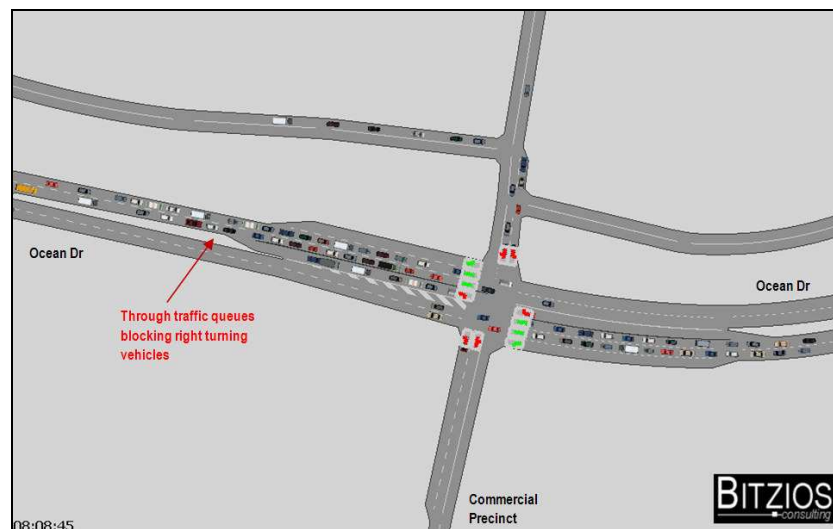 Ocean Dr
Through traffic queues
blocking right turning
vehicles
Ocean Dr
Commercial
Precinct
BITZIOS
consulting
08:08:45